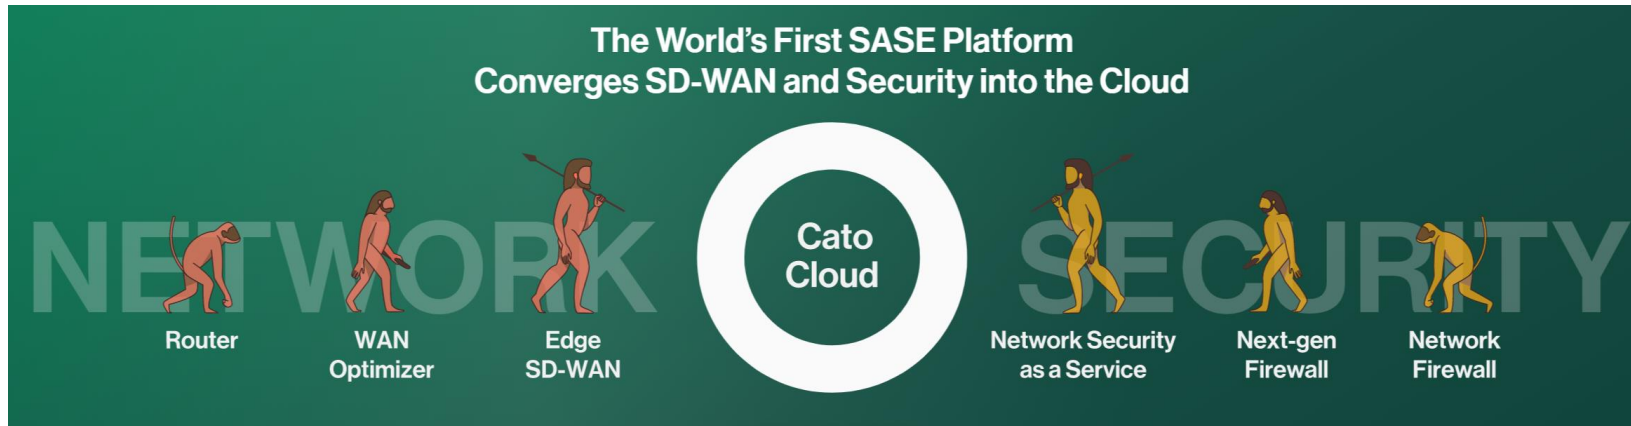 The World's First SASE Platform
Converges SD-WAN and Security into the Cloud
NETWORK
Router
WAN
Optimizer
Edge
SD-WAN
Cato
Cloud
SECURITY
Network Security
as a Service
Next-gen
Firewall
Network
Firewall